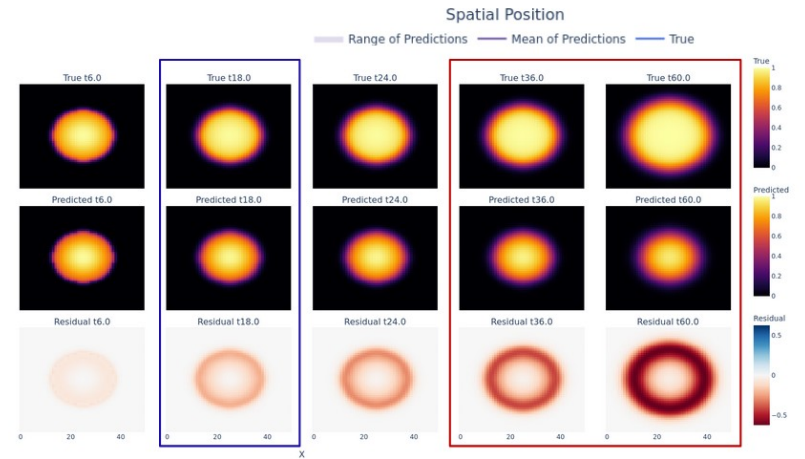 Spatial Position
Range of Predictions Mean of Predictions True
True t6.0 True t18.0 True t24.0 True t36.0 True t60.0
True
1
0.8
0.6
0.4
0.2
0
Predicted t6.0 Predicted t18.0 Predicted t24.0 Predicted t36.0 Predicted t60.0
Predicted
1
0.8
0.6
0.4
0.2
0
Residual t6.0 Residual t18.0 Residual t24.0 Residual t36.0 Residual t60.0
Residual
0.5
0
−0.5
0 20 40 0 20 40 0 20 40 0 20 40 0 20 40
X